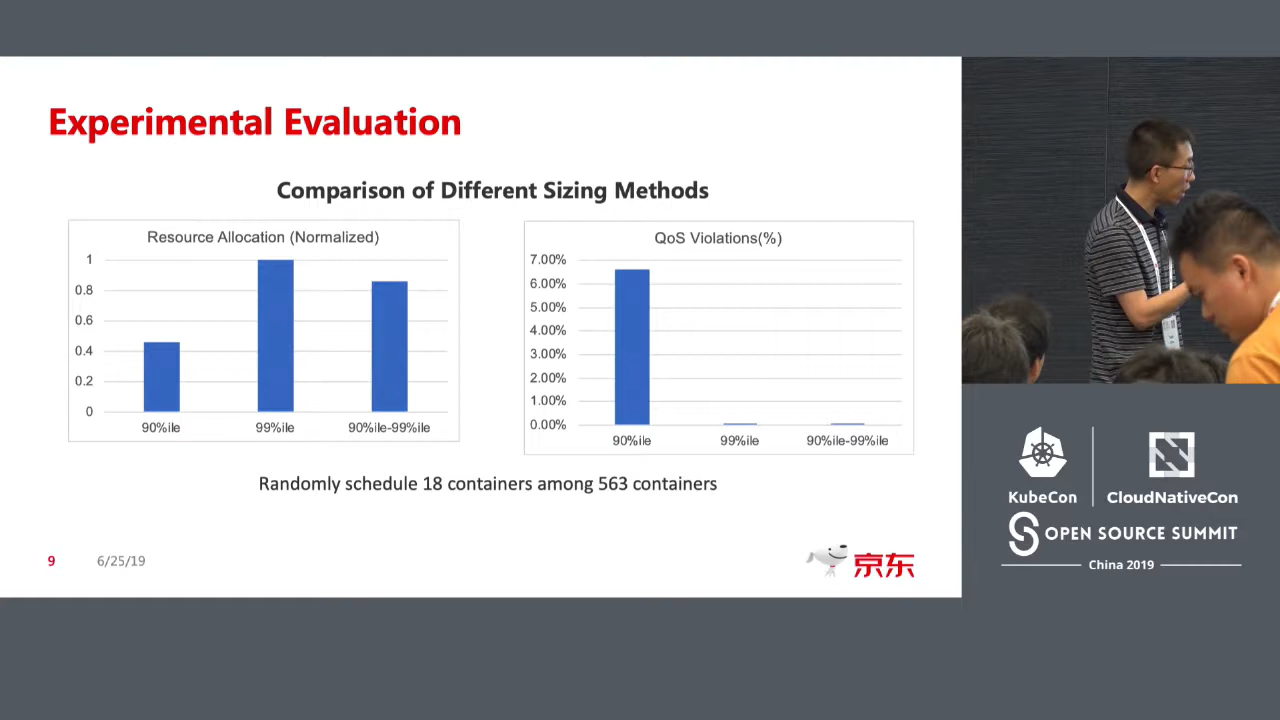 Experimental Evaluation
Comparison of Different Sizing Methods
Resource Allocation (Normalized)
1
0.8
0.6
0.4
0.2
0
90%ile 99%ile 90%ile-99%ile
QoS Violations(%)
7.00%
6.00%
5.00%
4.00%
3.00%
2.00%
1.00%
0.00%
90%ile 99%ile 90%ile-99%ile
Randomly schedule 18 containers among 563 containers
9 6/25/19
京东
KubeCon CloudNativeCon
OPEN SOURCE SUMMIT
China 2019